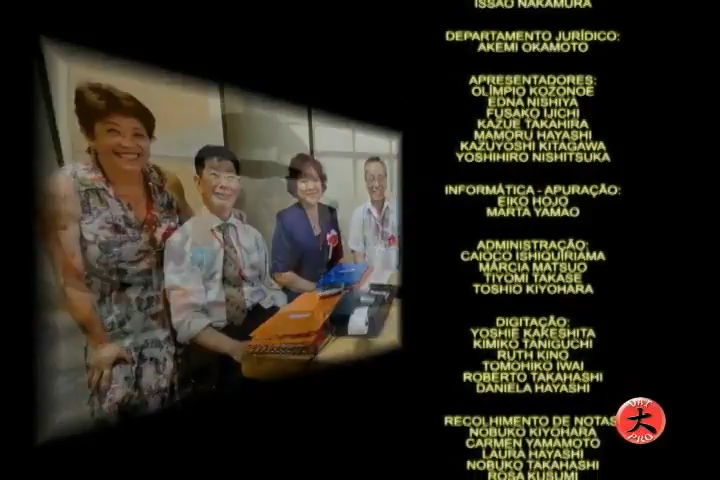 ISSAO NAKAMURA
DEPARTAMENTO JURÍDICO:
AKEMI OKAMOTO
APRESENTADORES:
OLÍMPIO KOZONOE
EDNA NISHIYA
FUSAKO IJICHI
KAZUE TAKAHIRA
MAMORU HAYASHI
KAZUYOSHI KITAGAWA
YOSHIHIRO NISHITSUKA
INFORMÁTICA - APURAÇÃO:
EIKO HOJO
MARTA YAMAO
ADMINISTRAÇÃO:
CAIOCO ISHIQUIRIAMA
MÁRCIA MATSUO
TIYOMI TAKASE
TOSHIO KIYOHARA
DIGITAÇÃO:
YOSHIE KAKESHITA
KIMIKO TANIGUCHI
RUTH KINO
TOMOHIKO IWAI
ROBERTO TAKAHASHI
DANIELA HAYASHI
RECOLHIMENTO DE NOTAS
NOBUKO KIYOHARA
CARMEN YAMAMOTO
LAURA HAYASHI
NOBUKO TAKAHASHI
ROSA KUSUMI
大
PRO